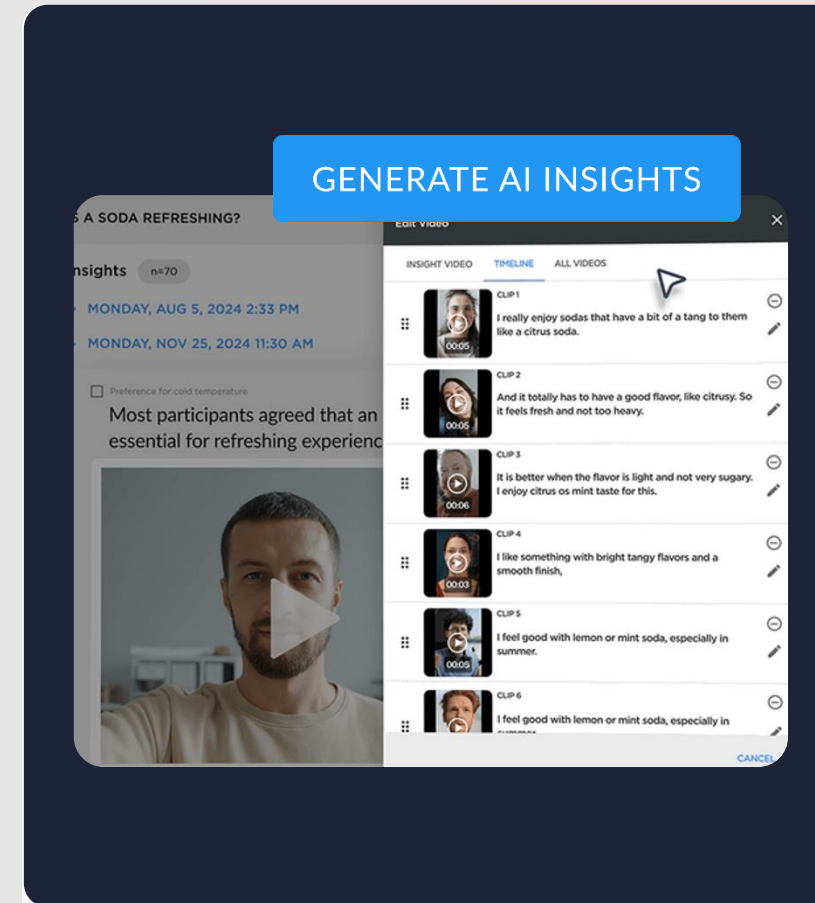 GENERATE AI INSIGHTS
S A SODA REFRESHING?
nsights
n=70
MONDAY, AUG 5, 2024 2:33 PM
MONDAY, NOV 25, 2024 11:30 AM
Preference for cold temperature
Most participants agreed that an
essential for refreshing experienc
Edit Video
INSIGHT VIDEO TIMELINE ALL VIDEOS
CLIP 1
I really enjoy sodas that have a bit of a tang to them
like a citrus soda.
00:05
CLIP 2
And it totally has to have a good flavor, like citrusy. So
it feels fresh and not too heavy.
00:05
CLIP 3
It is better when the flavor is light and not very sugary.
I enjoy citrus os mint taste for this.
00:06
CLIP 4
I like something with bright tangy flavors and a
smooth finish,
00:03
CLIP 5
I feel good with lemon or mint soda, especially in
summer.
00:05
CLIP 6
I feel good with lemon or mint soda, especially in
CANCEL